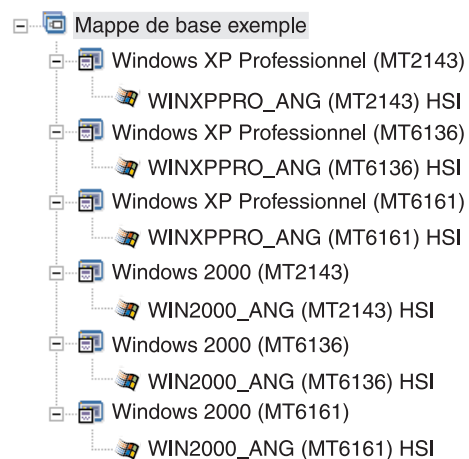 Mappe de base exemple
Windows XP Professionnel (MT2143)
WINXPPRO_ANG (MT2143) HSI
Windows XP Professionnel (MT6136)
WINXPPRO_ANG (MT6136) HSI
Windows XP Professionnel (MT6161)
WINXPPRO_ANG (MT6161) HSI
Windows 2000 (MT2143)
WIN2000_ANG (MT2143) HSI
Windows 2000 (MT6136)
WIN2000_ANG (MT6136) HSI
Windows 2000 (MT6161)
WIN2000_ANG (MT6161) HSI